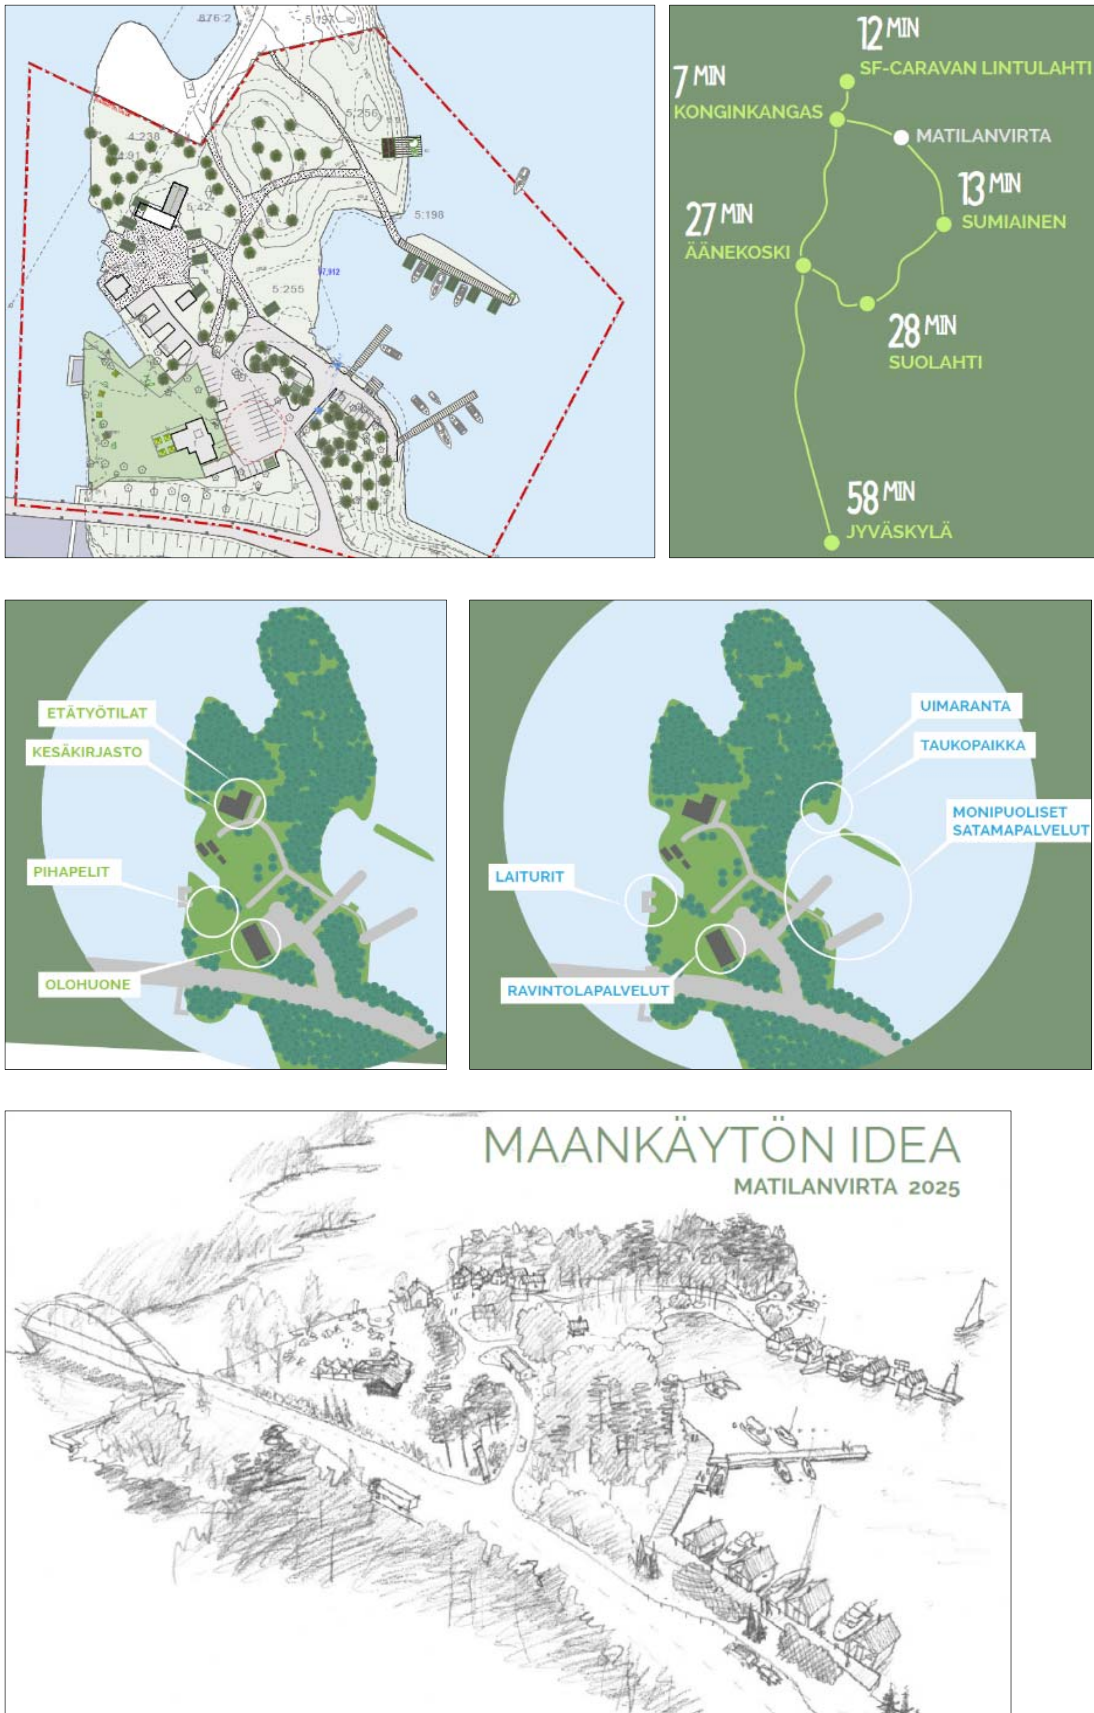 876:2
5:197
5:256
4:238
4:91
5:42
5:198
5:255
12 MIN
SF-CARAVAN LINTULAHTI
7 MIN
KONGINKANGAS
MATILANVIRTA
13 MIN
SUMIAINEN
27 MIN
ÄÄNEKOSKI
28 MIN
SUOLAHTI
58 MIN
JYVÄSKYLÄ
ETÄTYÖTILAT
KESÄKIRJASTO
PIHAPELIT
OLOHUONE
UIMARANTA
TAUKOPAIKKA
MONIPUOLISET
SATAMAPALVELUT
LAITURIT
RAVINTOLAPALVELUT
MAANKÄYTÖN IDEA
MATILANVIRTA 2025